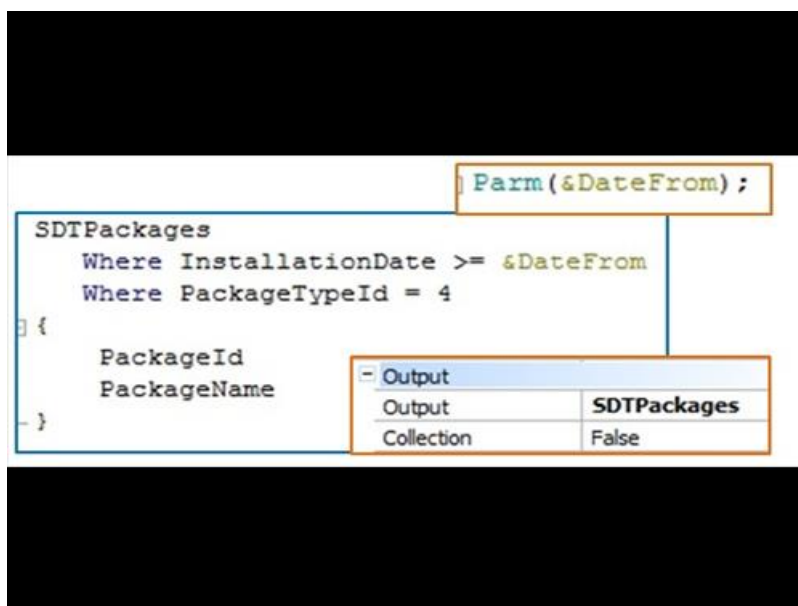 Parm(&DateFrom);
SDTPackages
Where InstallationDate >= &DateFrom
Where PackageTypeId = 4
{
PackageId
PackageName
}
Output
Output SDTPackages
Collection False